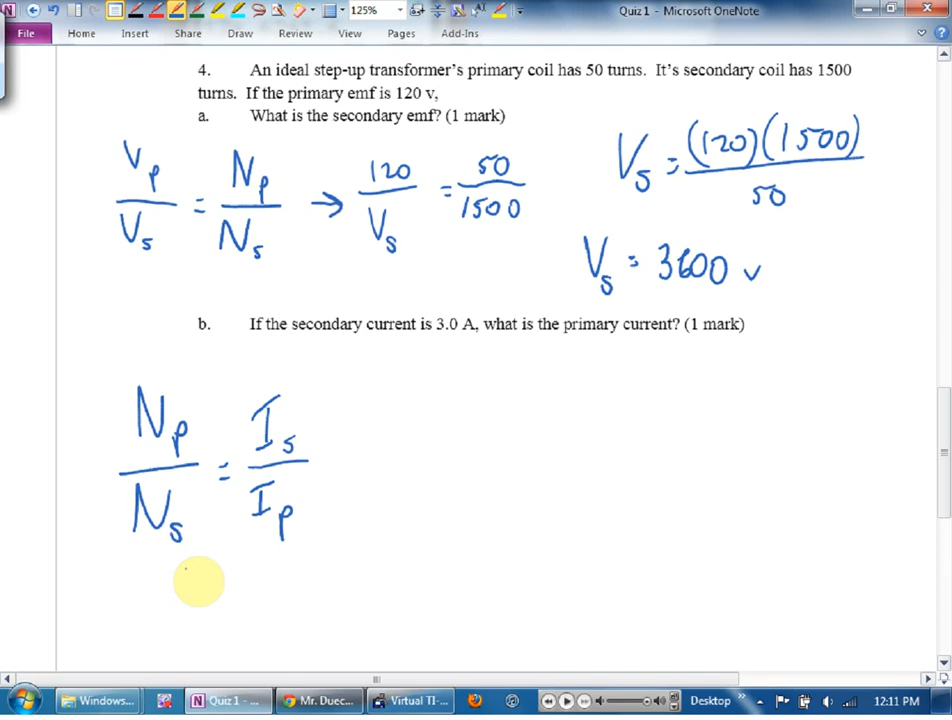 125%
Quiz 1 - Microsoft OneNote
File Home Insert Share Draw Review View Pages Add-Ins
4. An ideal step-up transformer's primary coil has 50 turns. It's secondary coil has 1500
turns. If the primary emf is 120 v,
a. What is the secondary emf? (1 mark)
Vp/Vs = Np/Ns → 120/Vs = 50/1500
Vs = (120)(1500)/50
Vs = 3600 v
b. If the secondary current is 3.0 A, what is the primary current? (1 mark)
Np/Ns = Is/Ip
Windows... Quiz 1 - ... Mr. Duec... Virtual TI-... Desktop 12:11 PM